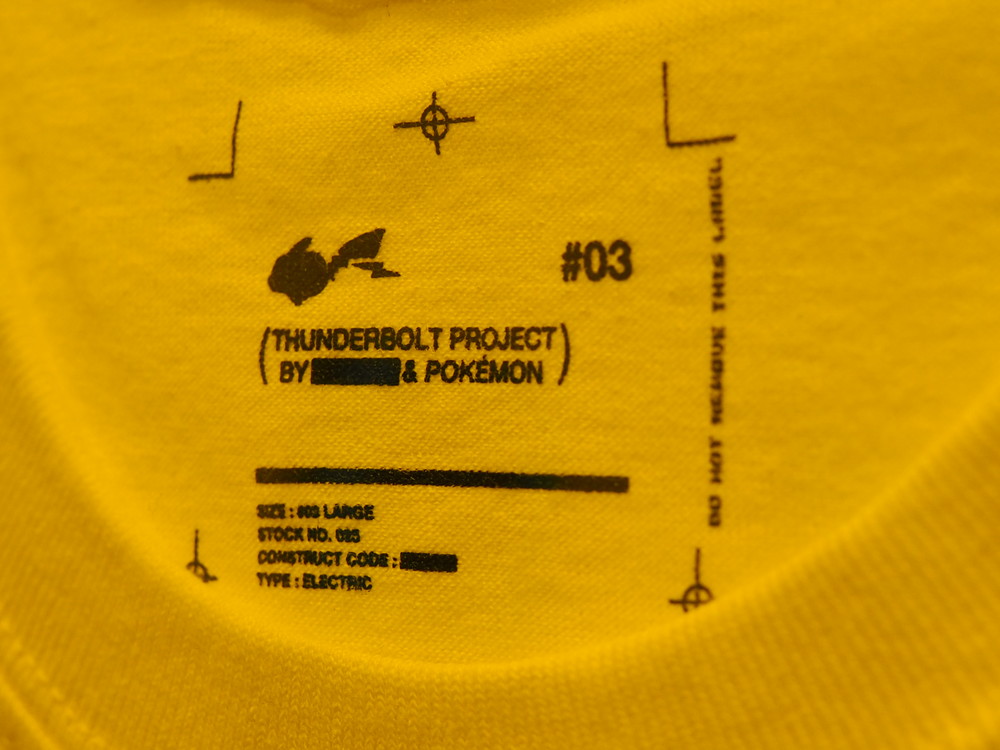 #03
(THUNDERBOLT PROJECT
BY & POKÉMON)
SIZE : #03 LARGE
STOCK NO. 025
CONSTRUCT CODE :
TYPE : ELECTRIC
DO NOT REMOVE THIS LABEL